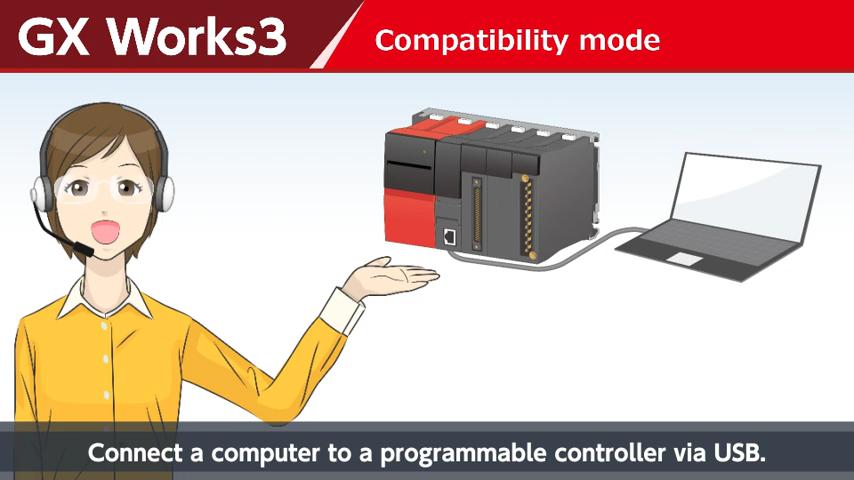 GX Works3
Compatibility mode
Connect a computer to a programmable controller via USB.